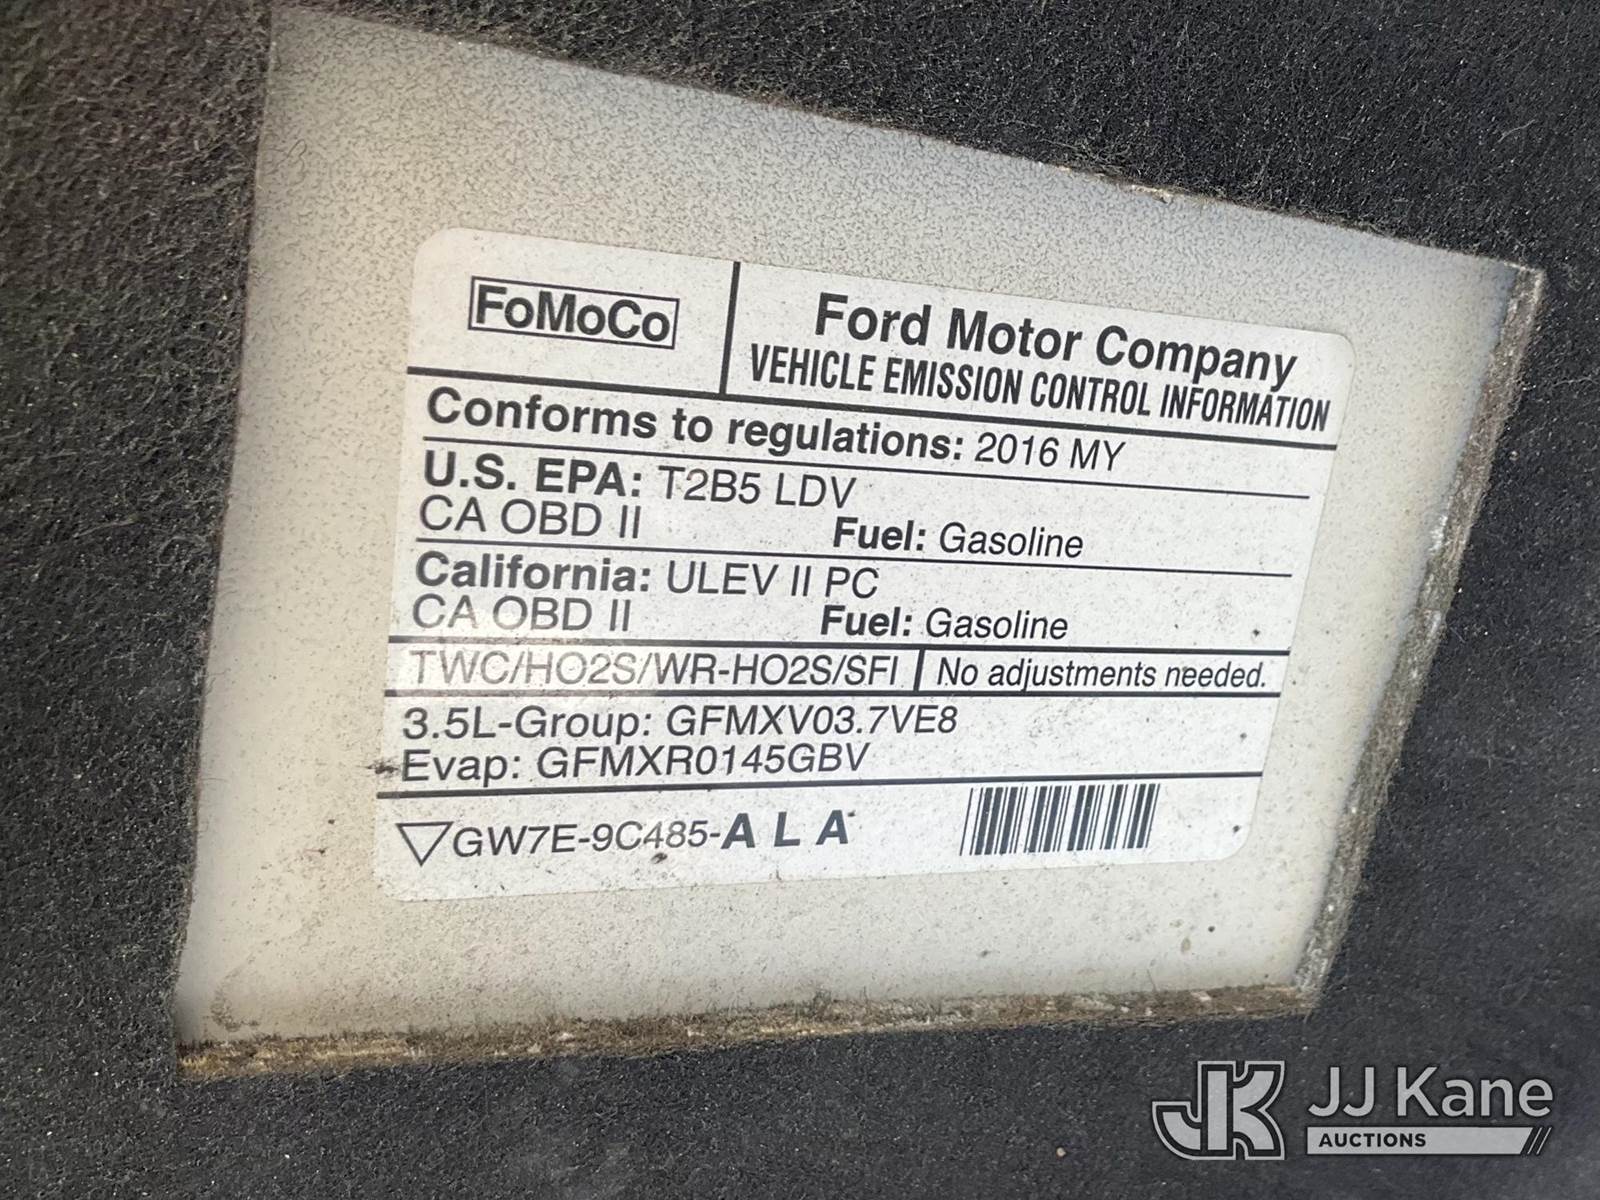 FoMoCo
Ford Motor Company
VEHICLE EMISSION CONTROL INFORMATION
Conforms to regulations: 2016 MY
U.S. EPA: T2B5 LDV
CA OBD II Fuel: Gasoline
California: ULEV II PC
CA OBD II Fuel: Gasoline
TWC/HO2S/WR-HO2S/SFI No adjustments needed.
3.5L-Group: GFMXV03.7VE8
Evap: GFMXR0145GBV
GW7E-9C485-A L A
JK JJ Kane
AUCTIONS